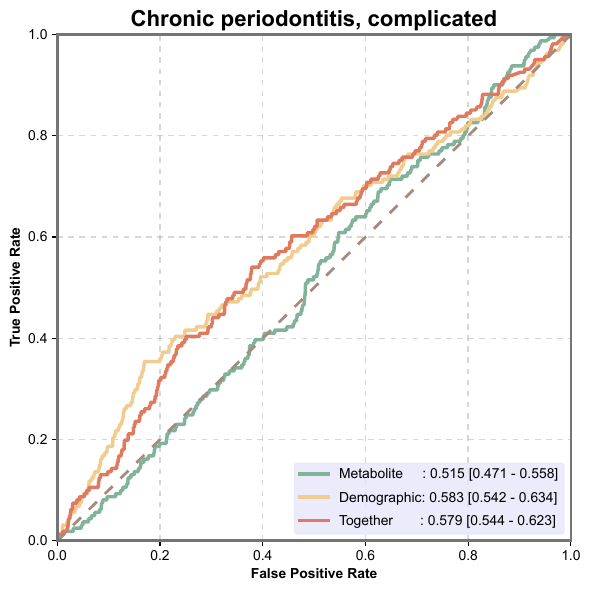 Chronic periodontitis, complicated
1.0
0.8
0.6
0.4
0.2
0.0
True Positive Rate
Metabolite : 0.515 [0.471 - 0.558]
Demographic: 0.583 [0.542 - 0.634]
Together : 0.579 [0.544 - 0.623]
0.0 0.2 0.4 0.6 0.8 1.0
False Positive Rate